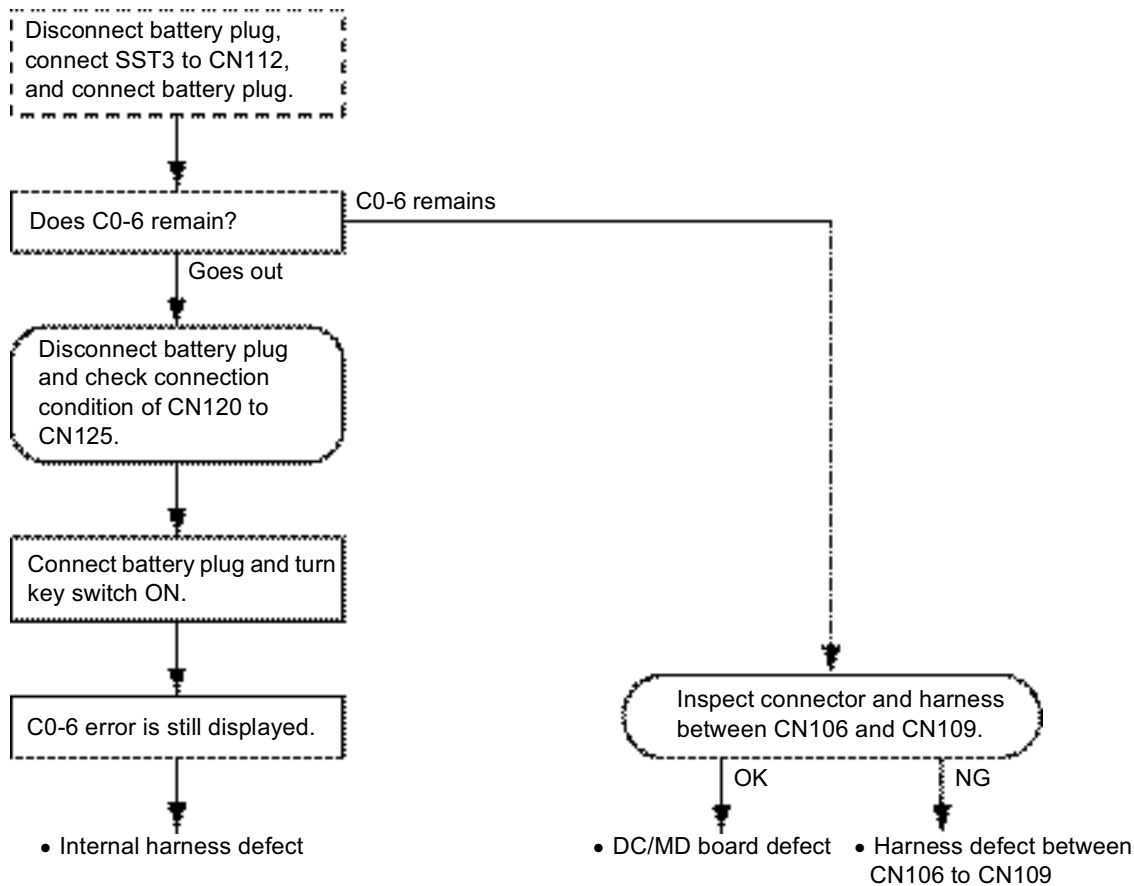 Disconnect battery plug,
connect SST3 to CN112,
and connect battery plug.
Does C0-6 remain?
C0-6 remains
Goes out
Disconnect battery plug
and check connection
condition of CN120 to
CN125.
Connect battery plug and turn
key switch ON.
C0-6 error is still displayed.
• Internal harness defect
Inspect connector and harness
between CN106 and CN109.
OK
NG
• DC/MD board defect
• Harness defect between
CN106 to CN109